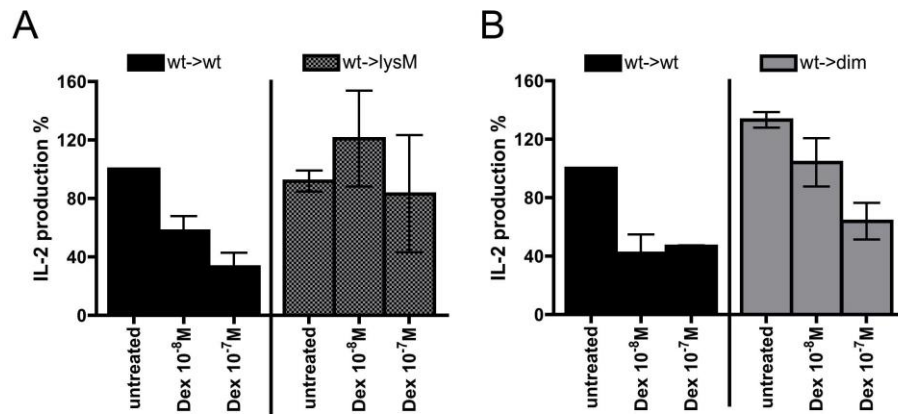 A
wt->wt
wt->lysM
IL-2 production %
160
120
80
40
0
untreated
Dex 10⁻⁸M
Dex 10⁻⁷M
untreated
Dex 10⁻⁸M
Dex 10⁻⁷M
B
wt->wt
wt->dim
IL-2 production %
160
120
80
40
0
untreated
Dex 10⁻⁸M
Dex 10⁻⁷M
untreated
Dex 10⁻⁸M
Dex 10⁻⁷M